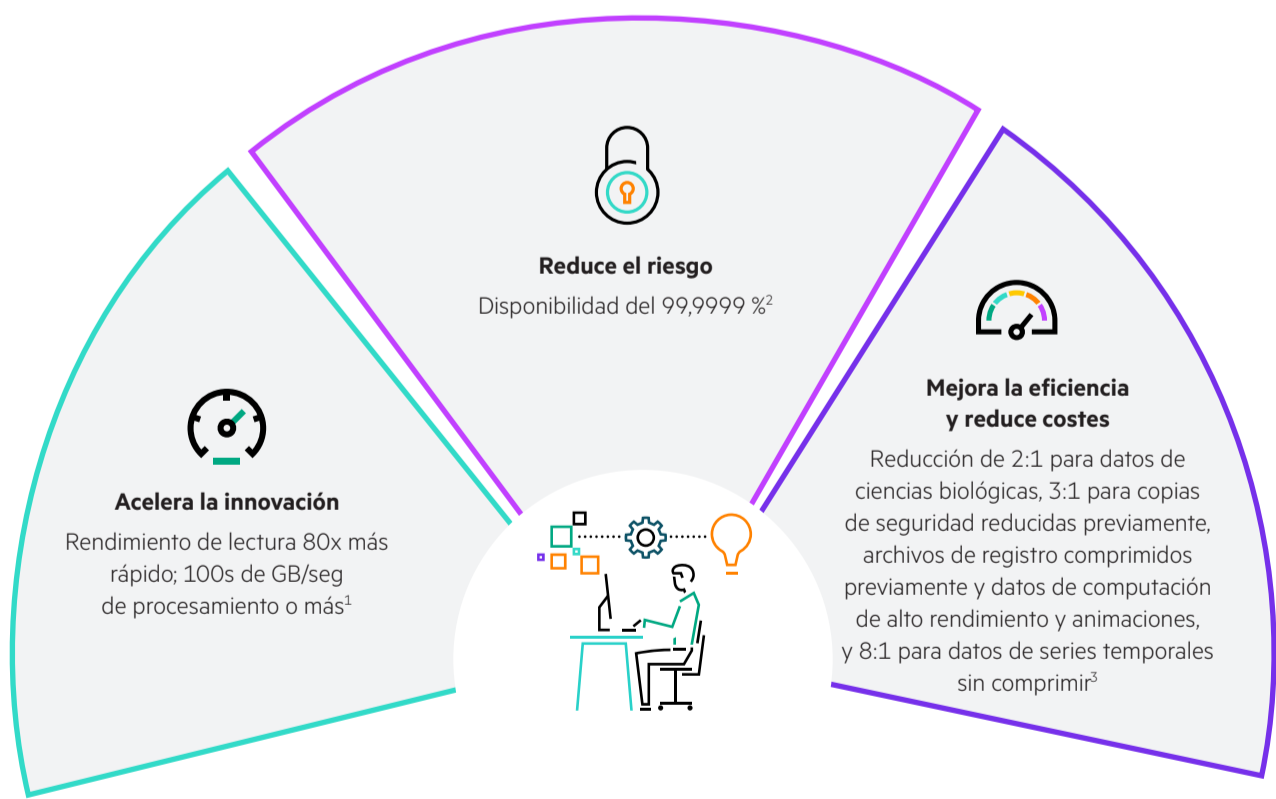 Reduce el riesgo
Disponibilidad del 99,9999 %²
Mejora la eficiencia
y reduce costes
Reducción de 2:1 para datos de
ciencias biológicas, 3:1 para copias
de seguridad reducidas previamente,
archivos de registro comprimidos
previamente y datos de computación
de alto rendimiento y animaciones,
y 8:1 para datos de series temporales
sin comprimir³
Acelera la innovación
Rendimiento de lectura 80x más
rápido; 100s de GB/seg
de procesamiento o más¹